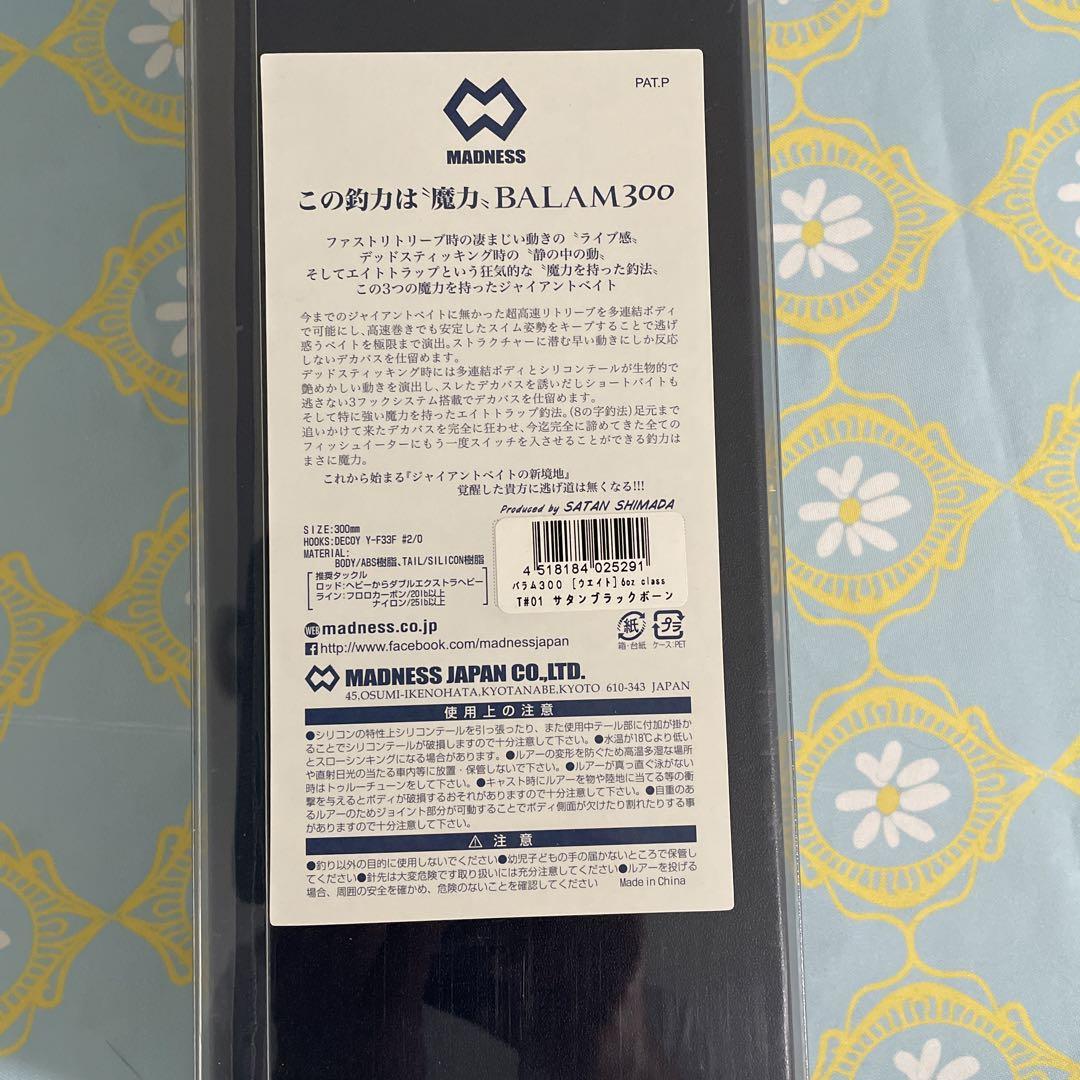 PAT.P
MADNESS
この釣力は〝魔力〟BALAM300
ファストリトリーブ時の凄まじい動きの〝ライブ感〟
デッドスティッキング時の〝静の中の動〟
そしてエイトトラップという狂気的な〝魔力を持った釣法〟
この3つの魔力を持ったジャイアントベイト
今までのジャイアントベイトに無かった超高速リトリーブを多連結ボディ
で可能にし、高速巻きでも安定したスイム姿勢をキープすることで逃げ
惑うベイトを極限まで演出。ストラクチャーに潜む早い動きにしか反応
しないデカバスを仕留めます。
デッドスティッキング時には多連結ボディとシリコンテールが生物的で
艶めかしい動きを演出し、スレたデカバスを誘いだしショートバイトも
逃さない3フックシステム搭載でデカバスを仕留めます。
そして特に強い魔力を持ったエイトトラップ釣法。(8の字釣法)足元まで
追いかけて来たデカバスを完全に狂わせ、今迄完全に諦めてきた全ての
フィッシュイーターにもう一度スイッチを入させることができる釣力は
まさに魔力。
これから始まる『ジャイアントベイトの新境地』
覚醒した貴方に逃げ道は無くなる!!!
Produced by SATAN SHIMADA
SIZE:300mm
HOOKS:DECOY Y-F33F #2/0
MATERIAL:
BODY/ABS樹脂、TAIL/SILICON樹脂
推奨タックル
ロッド:ヘビーからダブルエクストラヘビー
ライン:フロロカーボン/20lb以上
ナイロン/25lb以上
4 518184 025291
バラム300 [ウエイト]6oz class
T#01 サタンブラックボーン
WEB madness.co.jp
f http://www.facebook.com/madnessjapan
紙
箱・台紙
プラ
ケース:PET
MADNESS JAPAN CO.,LTD.
45,OSUMI-IKENOHATA,KYOTANABE,KYOTO 610-343 JAPAN
使用上の注意
●シリコンの特性上シリコンテールを引っ張ったり、また使用中テール部に付加が掛か
ることでシリコンテールが破損しますので十分注意して下さい。●水温が18℃より低い
とスローシンキングになる場合があります。●ルアーの変形を防ぐため高温多湿な場所
や直射日光の当たる車内等に放置・保管しないで下さい。●ルアーが真っ直ぐ泳がない
時はトゥルーチューンをして下さい。●キャスト時にルアーを物や陸地に当てる等の衝
撃を与えるとボディが破損するおそれがありますので十分注意して下さい。●自重のあ
るルアーのためジョイント部分が可動することでボディ側面が欠けたり割れたりする事
がありますので十分注意して下さい。
⚠ 注意
●釣り以外の目的に使用しないでください●幼児子どもの手の届かないところで保管し
てください●針先は大変危険です取り扱いには充分注意してください●ルアーを投げる
場合、周囲の安全を確かめ、危険のないことを確認してください Made in China